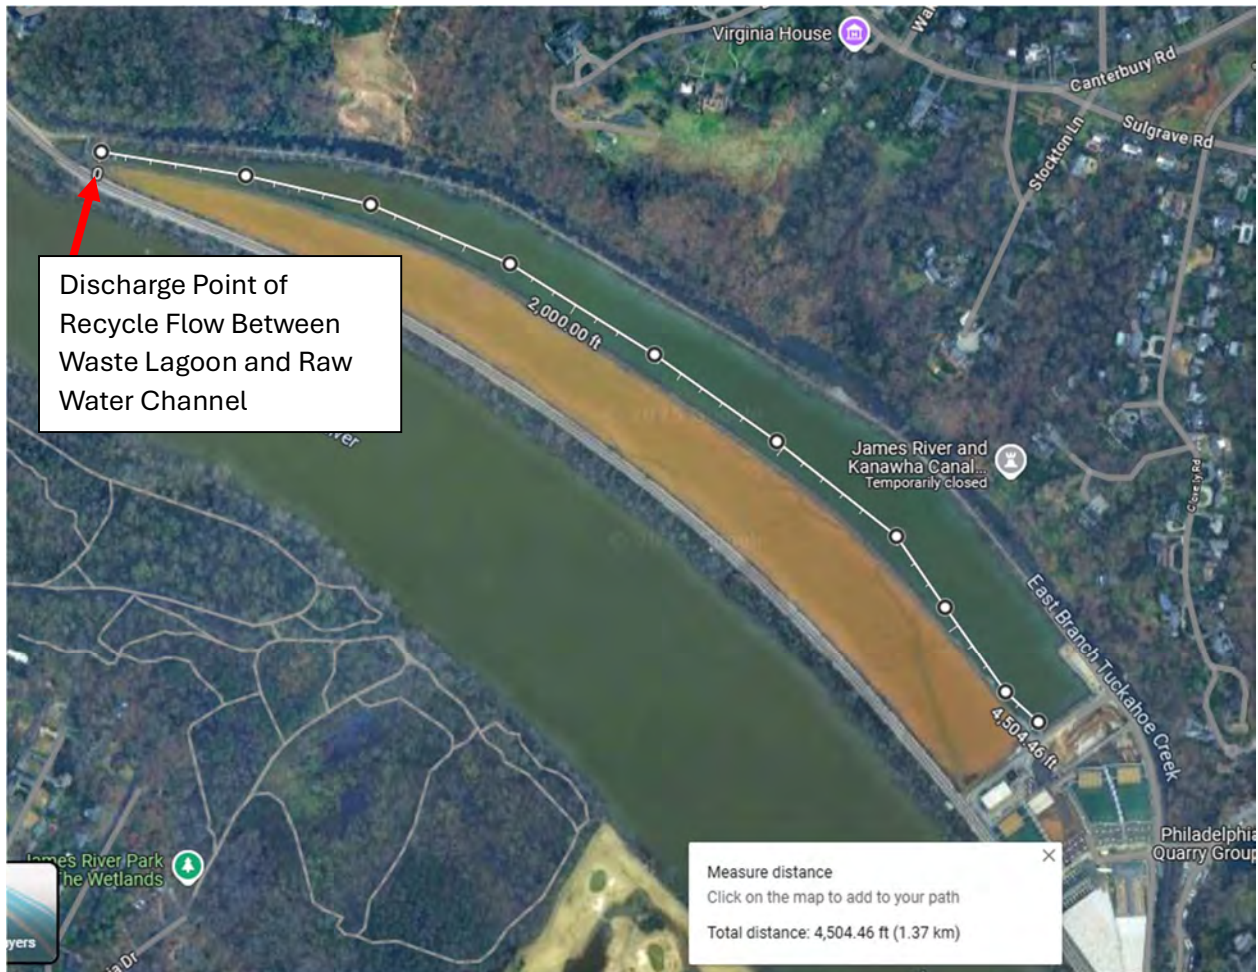 Virginia House
Canterbury Rd
Sulgrave Rd
Stockton Ln
0
Discharge Point of
Recycle Flow Between
Waste Lagoon and Raw
Water Channel
2,000.00 ft
James River and
Kanawha Canal...
Temporarily closed
East Branch Tuckahoe Creek
4,504.46 ft
Philadelphia
Quarry Group
James River Park
The Wetlands
Measure distance
Click on the map to add to your path
Total distance: 4,504.46 ft (1.37 km)